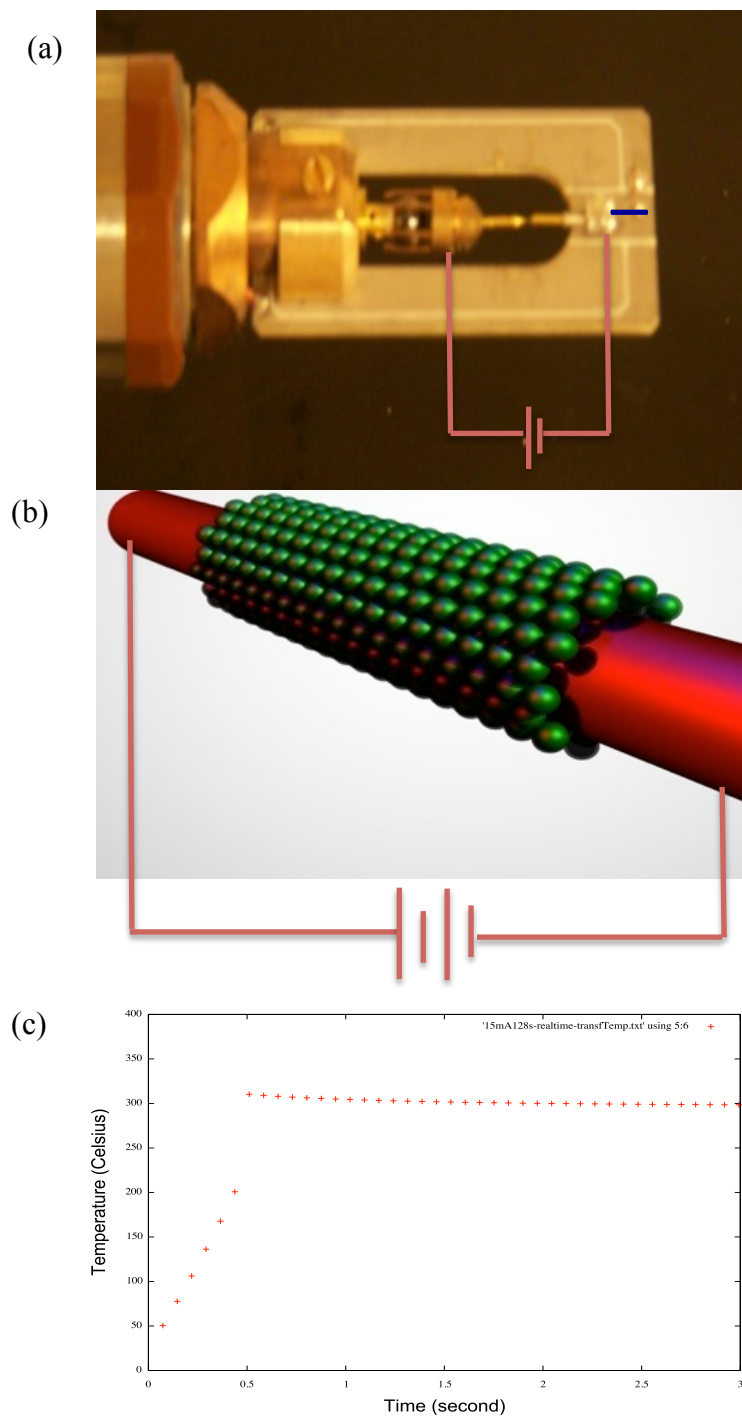 (a)
(b)
(c)
400
350
300
250
200
150
100
50
0
'15mA128s-realtime-transfTemp.txt' using 5:6
Temperature (Celsius)
0 0.5 1 1.5 2 2.5 3
Time (second)